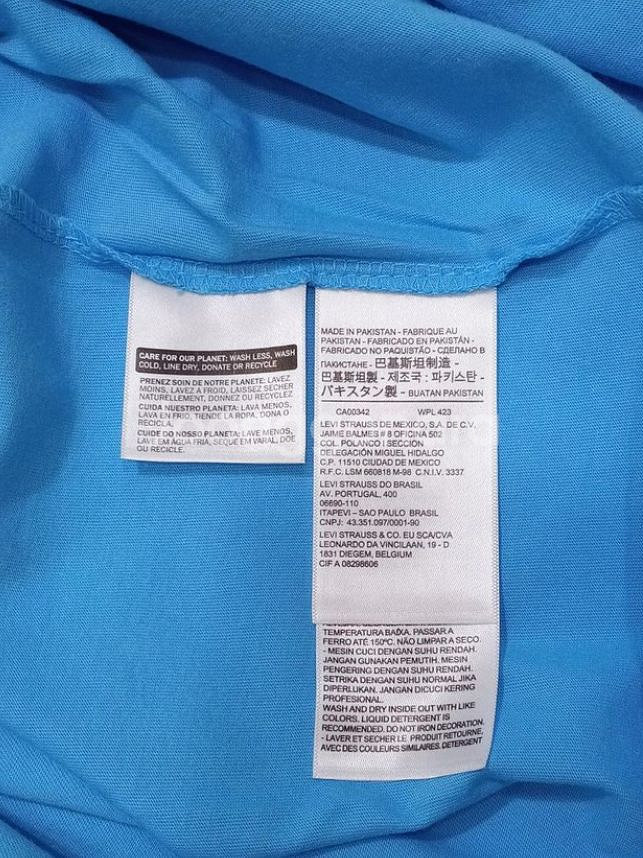 CARE FOR OUR PLANET: WASH LESS, WASH
COLD, LINE DRY, DONATE OR RECYCLE
PRENEZ SOIN DE NOTRE PLANETE: LAVEZ
MOINS, LAVEZ À FROID, LAISSEZ SÉCHER
NATURELLEMENT, DONNEZ OU RECYCLEZ
CUIDA NUESTRO PLANETA: LAVA MENOS,
LAVA EN FRIO, TIENDE LA ROPA, DONA O
RECICLA.
CUIDE DO NOSSO PLANETA: LAVE MENOS,
LAVE EM ÁGUA FRIA, SEQUE EM VARAL, DOE
OU RECICLE.
MADE IN PAKISTAN - FABRIQUE AU
PAKISTAN - FABRICADO EN PAKISTÁN -
FABRICADO NO PAQUISTÃO - СДЕЛАНО В
ПАКИСТАНЕ - 巴基斯坦制造 -
巴基斯坦製 - 제조국 : 파키스탄 -
パキスタン製 - BUATAN PAKISTAN
CA00342 WPL 423
LEVI STRAUSS DE MEXICO, S.A. DE C.V.
JAIME BALMES # 8 OFICINA 502
COL. POLANCO I SECCIÓN
DELEGACIÓN MIGUEL HIDALGO
C.P. 11510 CIUDAD DE MEXICO
R.F.C. LSM 660818 M-98 C.N.I.V. 3337
LEVI STRAUSS DO BRASIL
AV. PORTUGAL, 400
06690-110
ITAPEVI – SAO PAULO BRASIL
CNPJ: 43.351.097/0001-90
LEVI STRAUSS & CO. EU SCA/CVA
LEONARDO DA VINCILAAN, 19 - D
1831 DIEGEM, BELGIUM
CIF A 08298606
TEMPERATURA BAIXA. PASSAR A
FERRO ATÉ 150ºC. NÃO LIMPAR A SECO.
- MESIN CUCI DENGAN SUHU RENDAH.
JANGAN GUNAKAN PEMUTIH. MESIN
PENGERING DENGAN SUHU RENDAH.
SETRIKA DENGAN SUHU NORMAL JIKA
DIPERLUKAN. JANGAN DICUCI KERING
PROFESIONAL.
WASH AND DRY INSIDE OUT WITH LIKE
COLORS. LIQUID DETERGENT IS
RECOMMENDED. DO NOT IRON DECORATION.
- LAVER ET SECHER LE PRODUIT RETOURNE,
AVEC DES COULEURS SIMILAIRES. DETERGENT